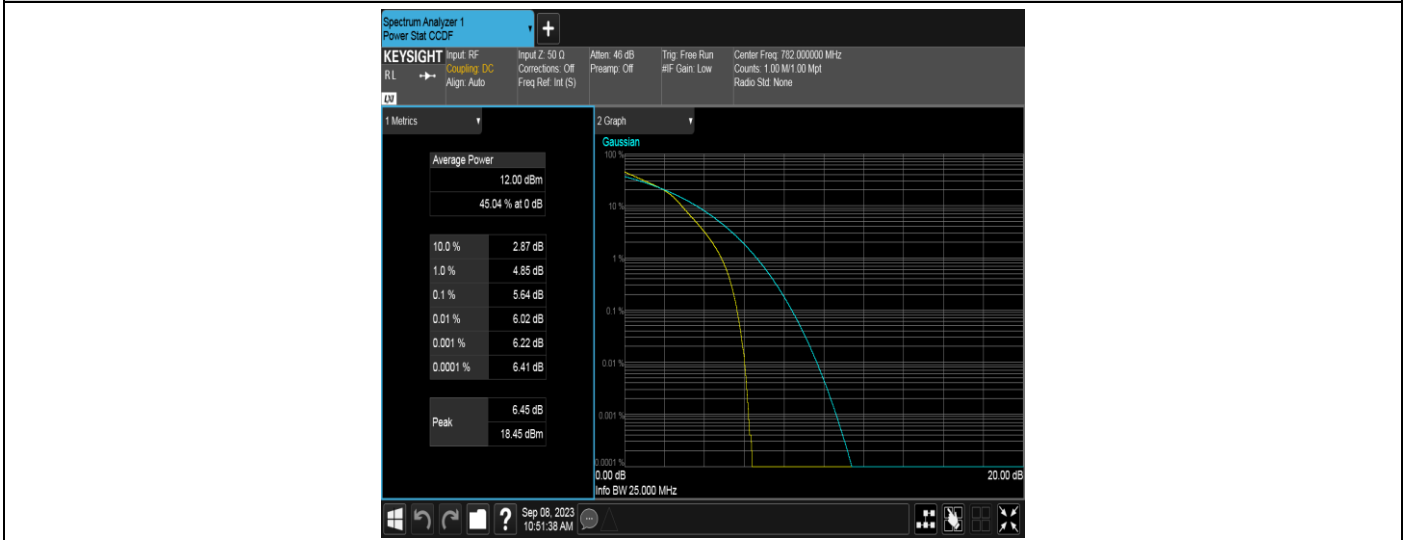 Spectrum Analyzer 1
Power Stat CCDF
KEYSIGHT
RL
LXI
Input: RF
Coupling: DC
Align: Auto
Input Z: 50 Ω
Corrections: Off
Freq Ref: Int (S)
Atten: 46 dB
Preamp: Off
Trig: Free Run
#IF Gain: Low
Center Freq: 782.000000 MHz
Counts: 1.00 M/1.00 Mpt
Radio Std: None
1 Metrics
Average Power
12.00 dBm
45.04 % at 0 dB
10.0 % 2.87 dB
1.0 % 4.85 dB
0.1 % 5.64 dB
0.01 % 6.02 dB
0.001 % 6.22 dB
0.0001 % 6.41 dB
Peak
6.45 dB
18.45 dBm
2 Graph
Gaussian
100 %
10 %
1 %
0.1 %
0.01 %
0.001 %
0.0001 %
0.00 dB 20.00 dB
Info BW 25.000 MHz
?
Sep 08, 2023
10:51:38 AM